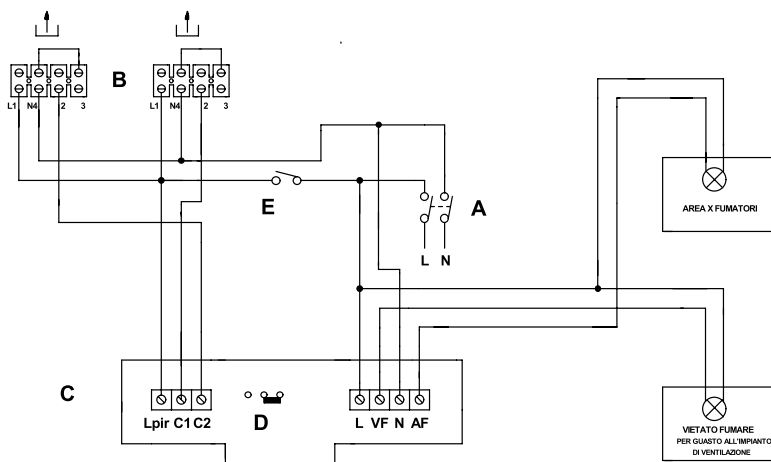 B
L1 N4 2 3
L1 N4 2 3
E
A
L N
AREA X FUMATORI
C
Lpir C1 C2
D
L VF N AF
VIETATO FUMARE
PER GUASTO ALL'IMPIANTO
DI VENTILAZIONE